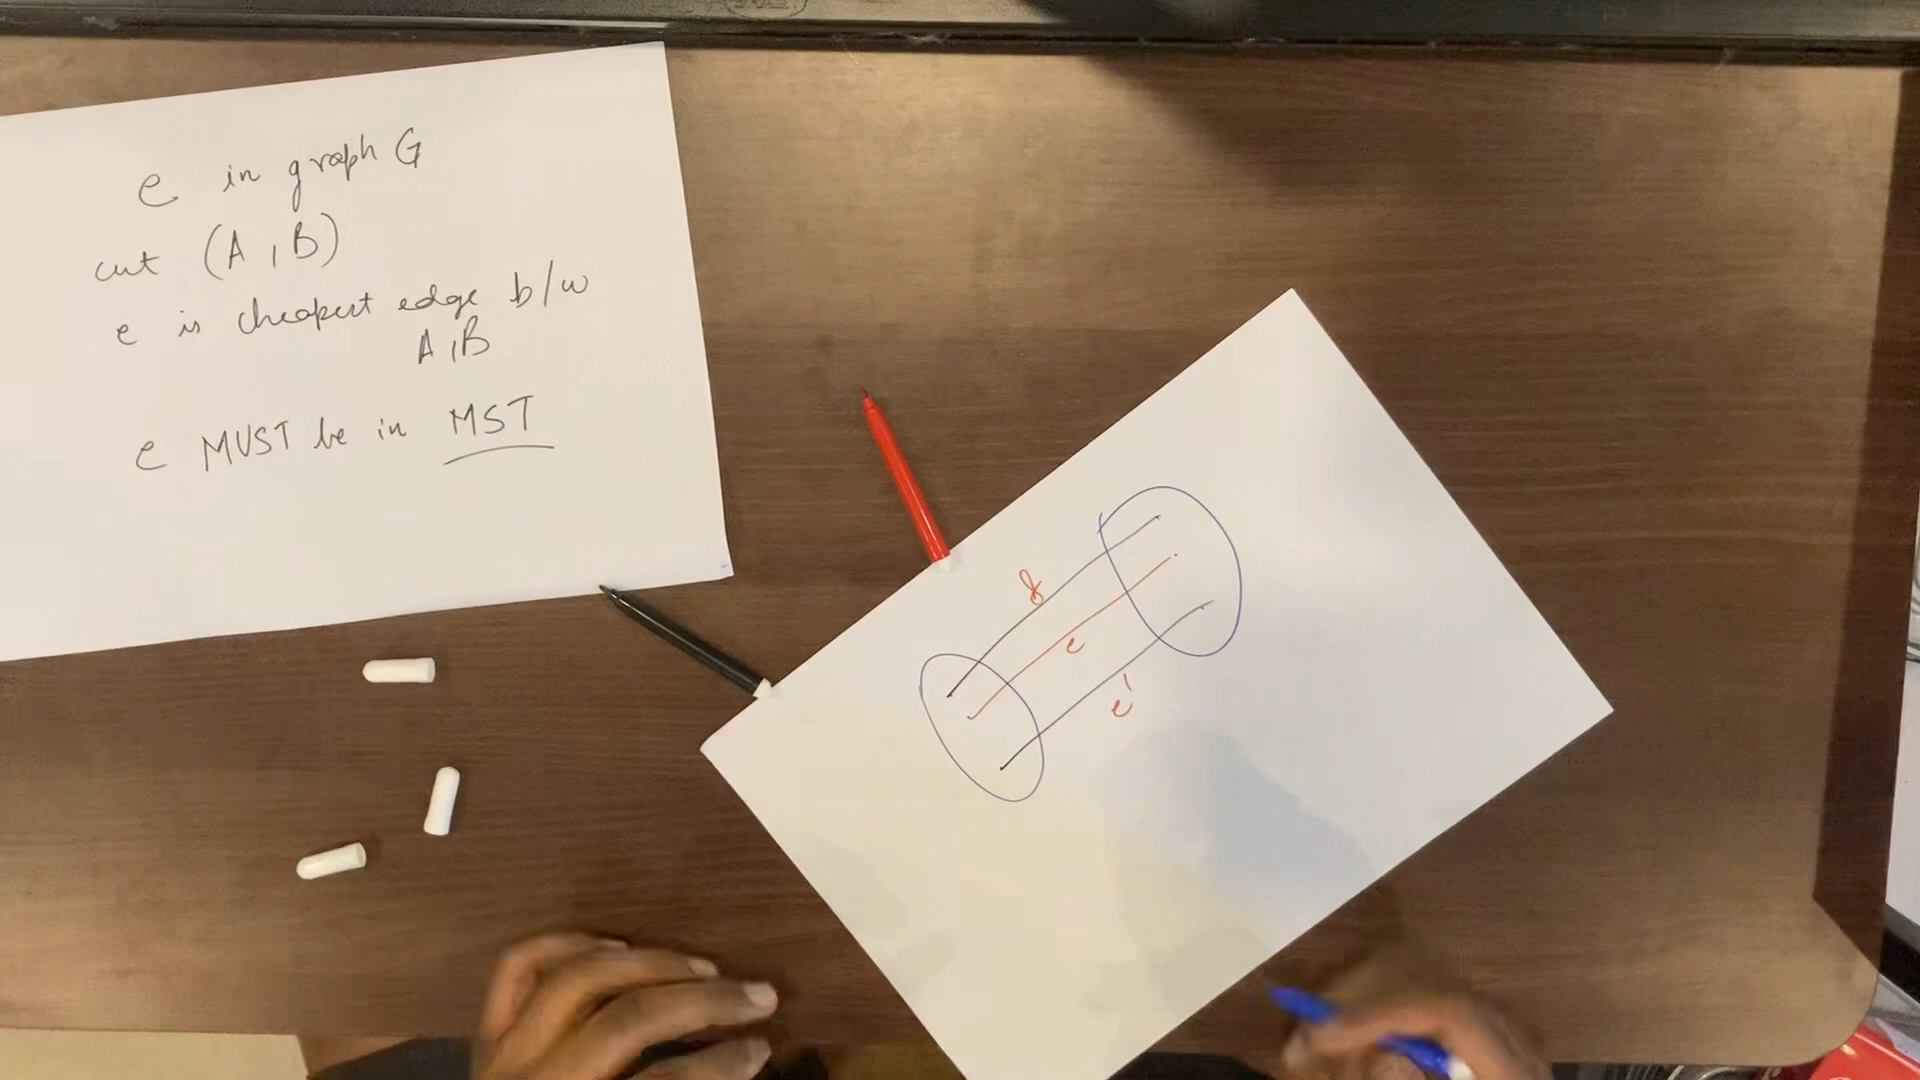 e in graph G
cut (A, B)
e is cheapest edge b/w
A, B
e MUST be in MST
f
e
e'